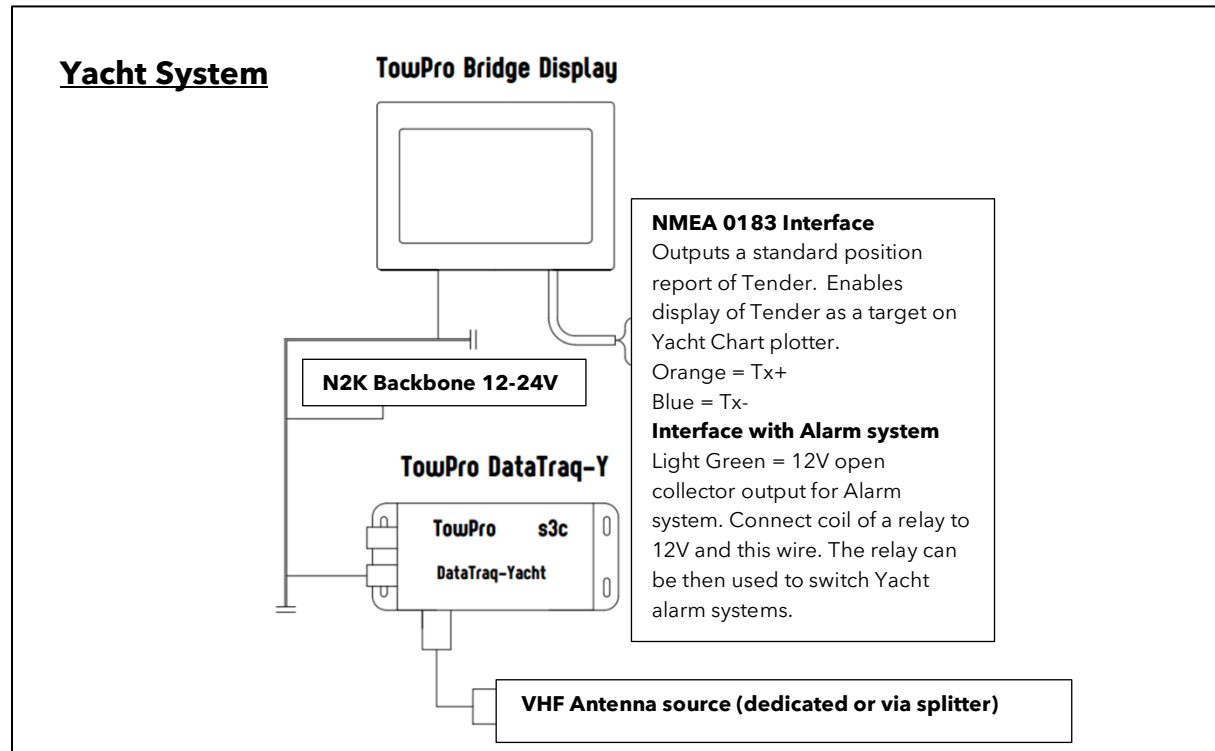 Yacht System
TowPro Bridge Display
NMEA 0183 Interface
Outputs a standard position
report of Tender. Enables
display of Tender as a target on
Yacht Chart plotter.
Orange = Tx+
Blue = Tx-
Interface with Alarm system
Light Green = 12V open
collector output for Alarm
system. Connect coil of a relay to
12V and this wire. The relay can
be then used to switch Yacht
alarm systems.
N2K Backbone 12-24V
TowPro DataTraq-Y
TowPro s3c
DataTraq-Yacht
VHF Antenna source (dedicated or via splitter)